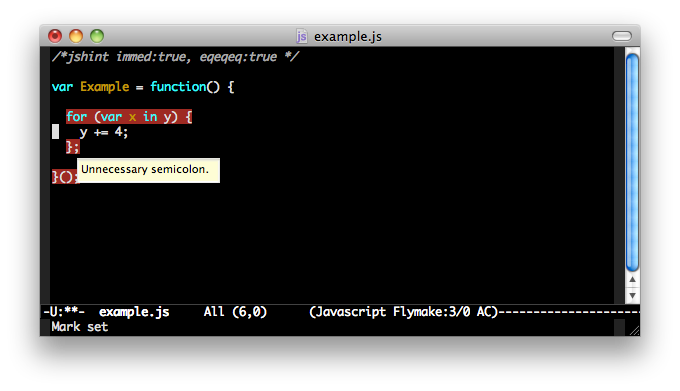 js example.js
/*jshint immed:true, eqeqeq:true */
var Example = function() {
for (var x in y) {
y += 4;
};
Unnecessary semicolon.
}();
-U:**-  example.js     All (6,0)      (Javascript Flymake:3/0 AC)--------------------
Mark set